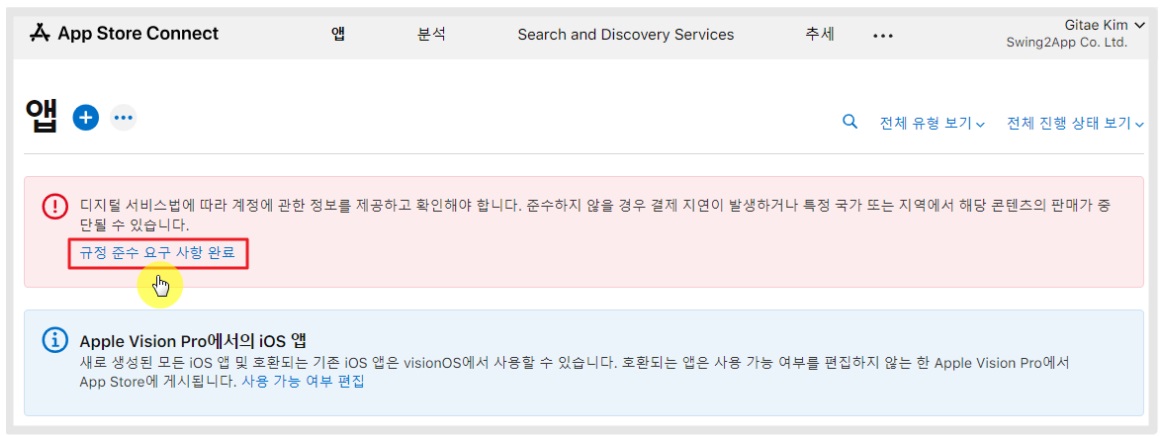 App Store Connect
앱
분석
Search and Discovery Services
추세
Gitae Kim
Swing2App Co. Ltd.
앱
전체 유형 보기
전체 진행 상태 보기
디지털 서비스법에 따라 계정에 관한 정보를 제공하고 확인해야 합니다. 준수하지 않을 경우 결제 지연이 발생하거나 특정 국가 또는 지역에서 해당 콘텐츠의 판매가 중
단될 수 있습니다.
규정 준수 요구 사항 완료
Apple Vision Pro에서의 iOS 앱
새로 생성된 모든 iOS 앱 및 호환되는 기존 iOS 앱은 visionOS에서 사용할 수 있습니다. 호환되는 앱은 사용 가능 여부를 편집하지 않는 한 Apple Vision Pro에서
App Store에 게시됩니다. 사용 가능 여부 편집